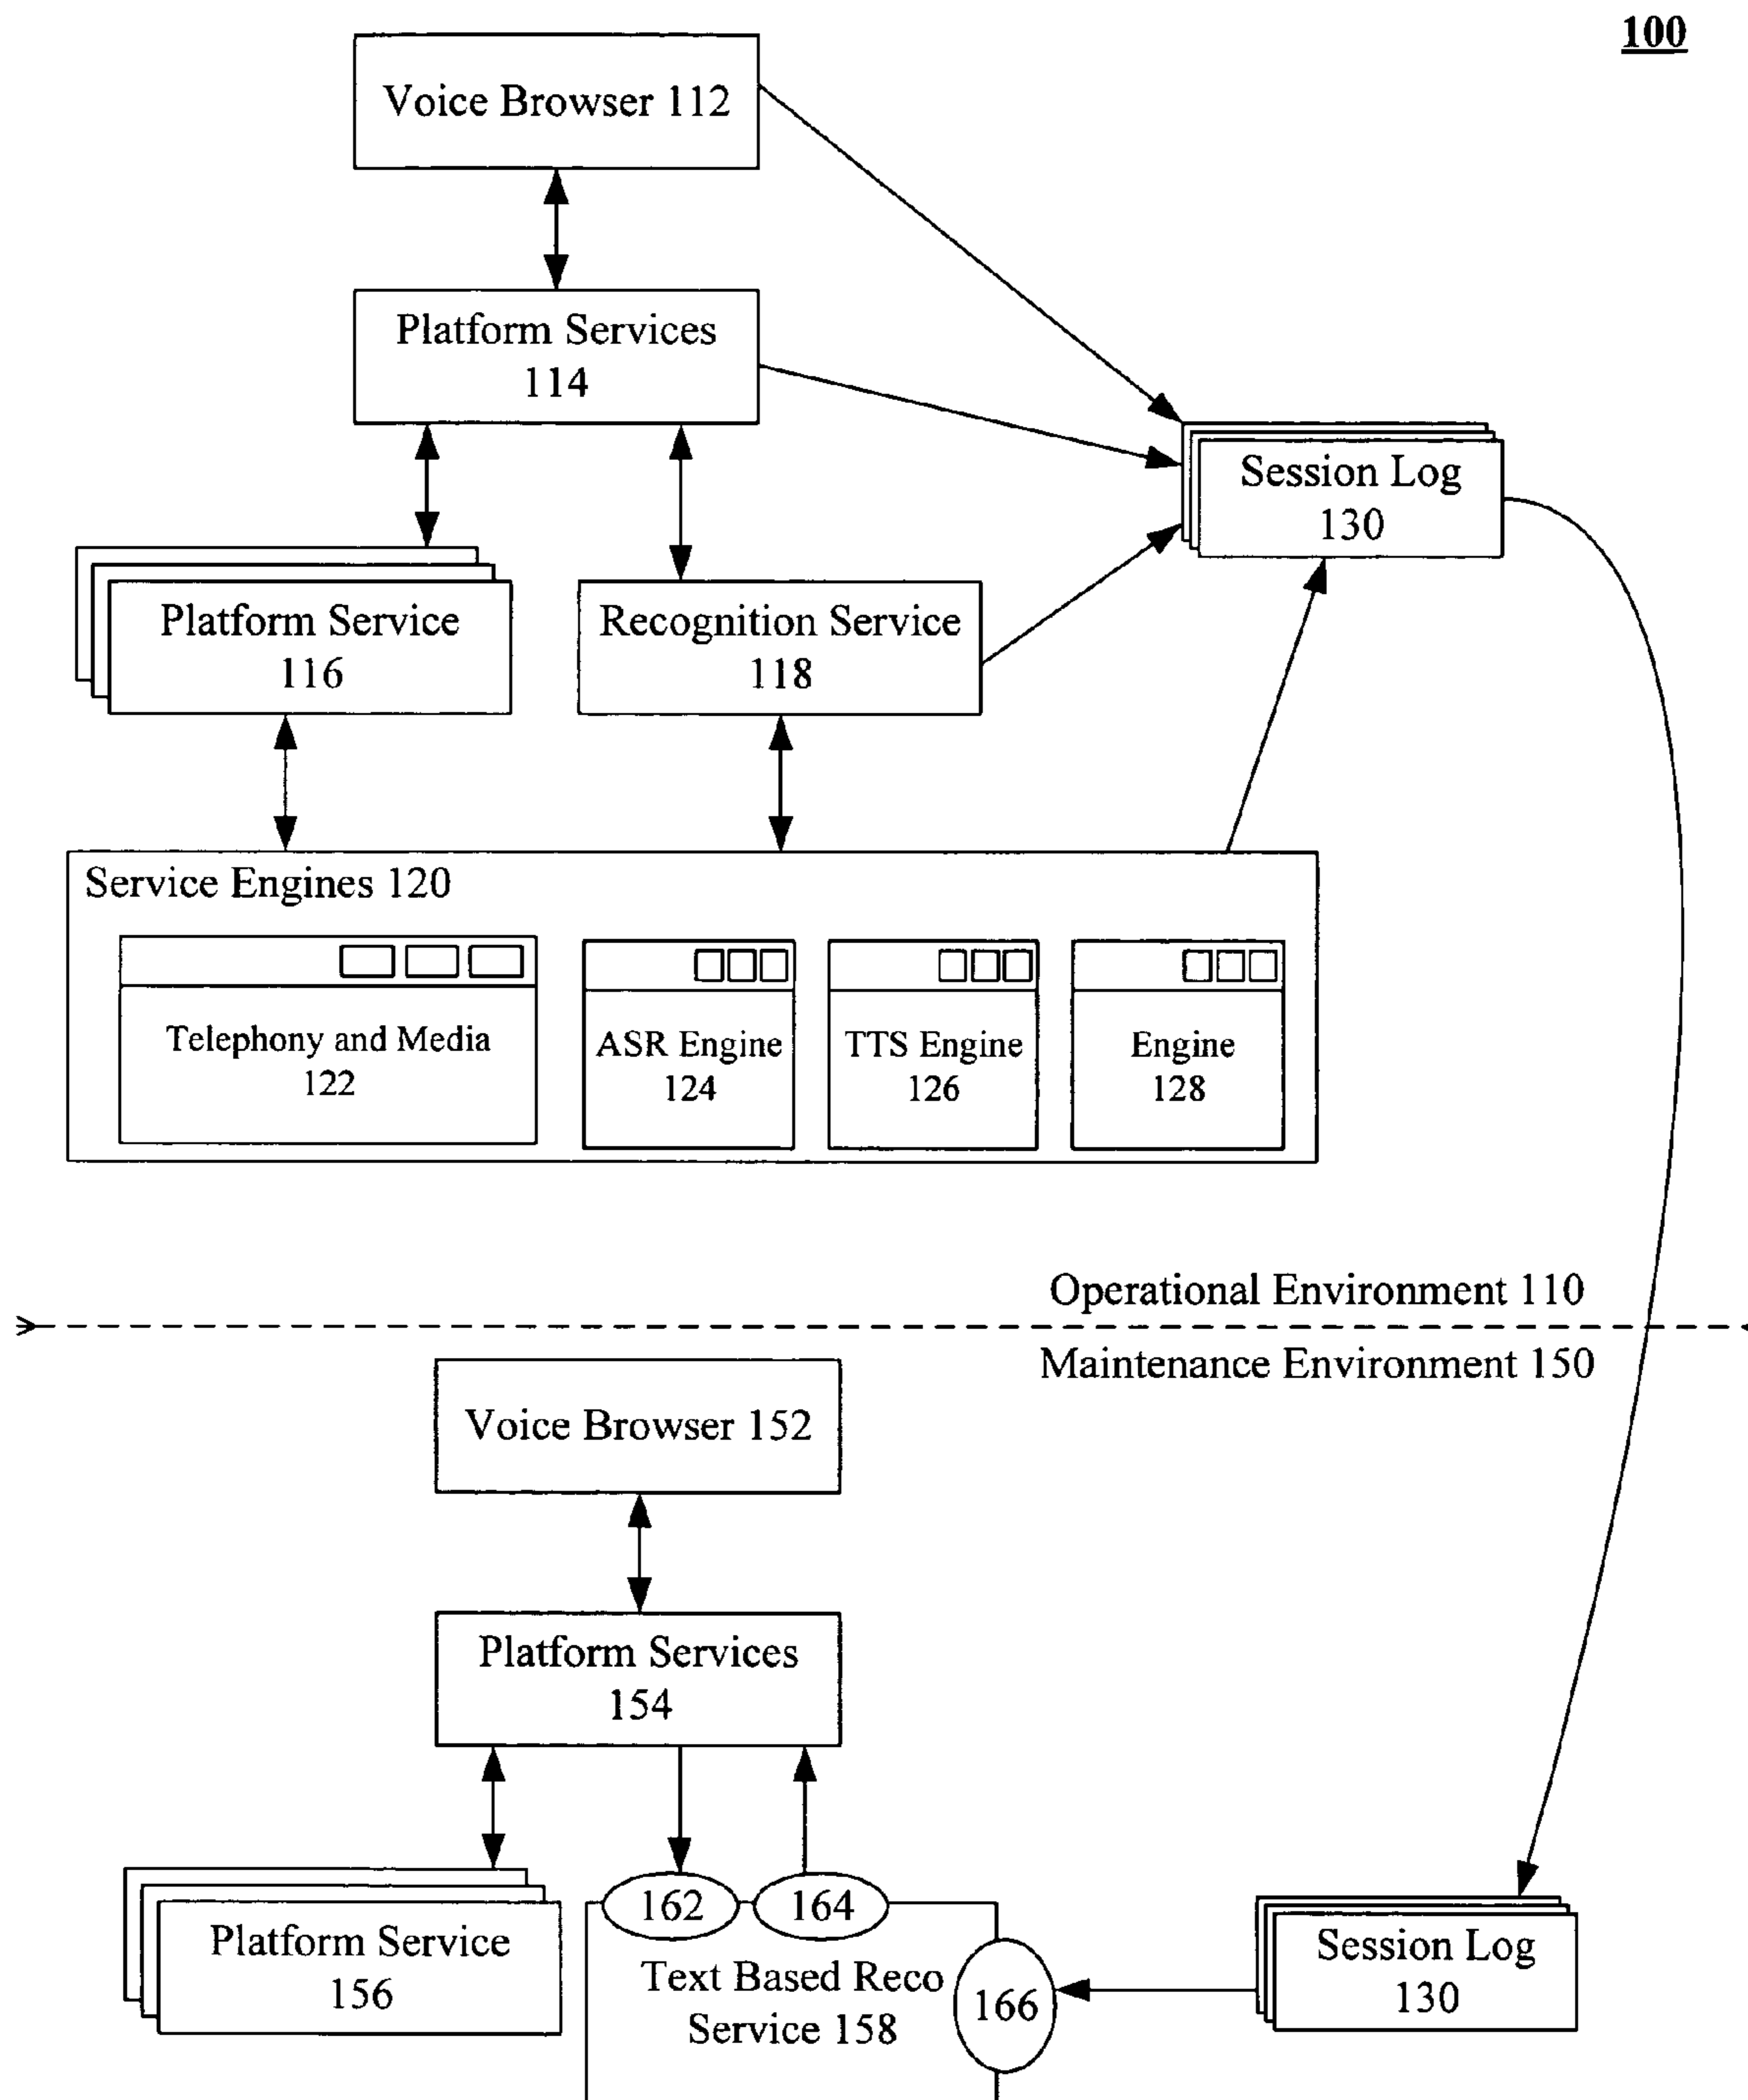 100
Voice Browser 112
Platform Services
114
Session Log
130
Platform Service
116
Recognition Service
118
Service Engines 120
Telephony and Media
122
ASR Engine
124
TTS Engine
126
Engine
128
Operational Environment 110
Maintenance Environment 150
Voice Browser 152
Platform Services
154
162
164
Platform Service
156
Text Based Reco
Service 158
166
Session Log
130